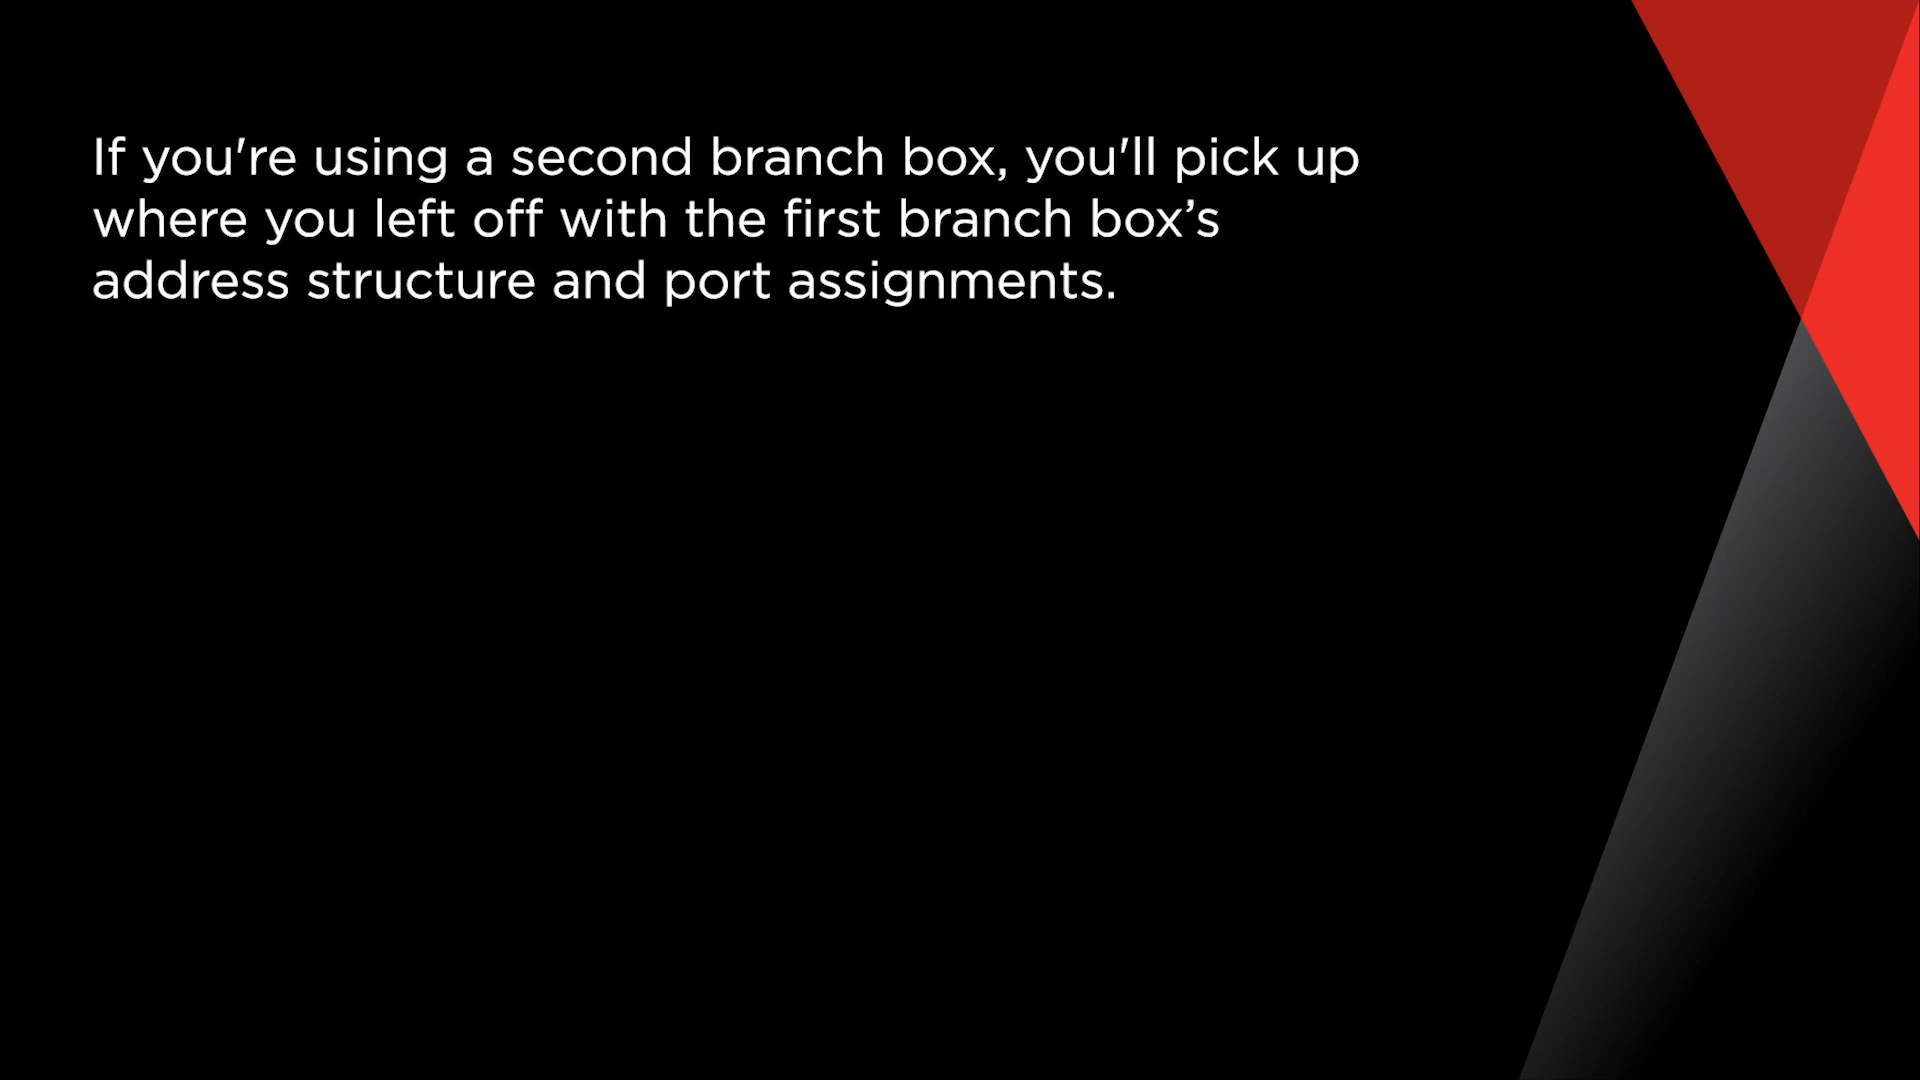 If you're using a second branch box, you'll pick up
where you left off with the first branch box’s
address structure and port assignments.